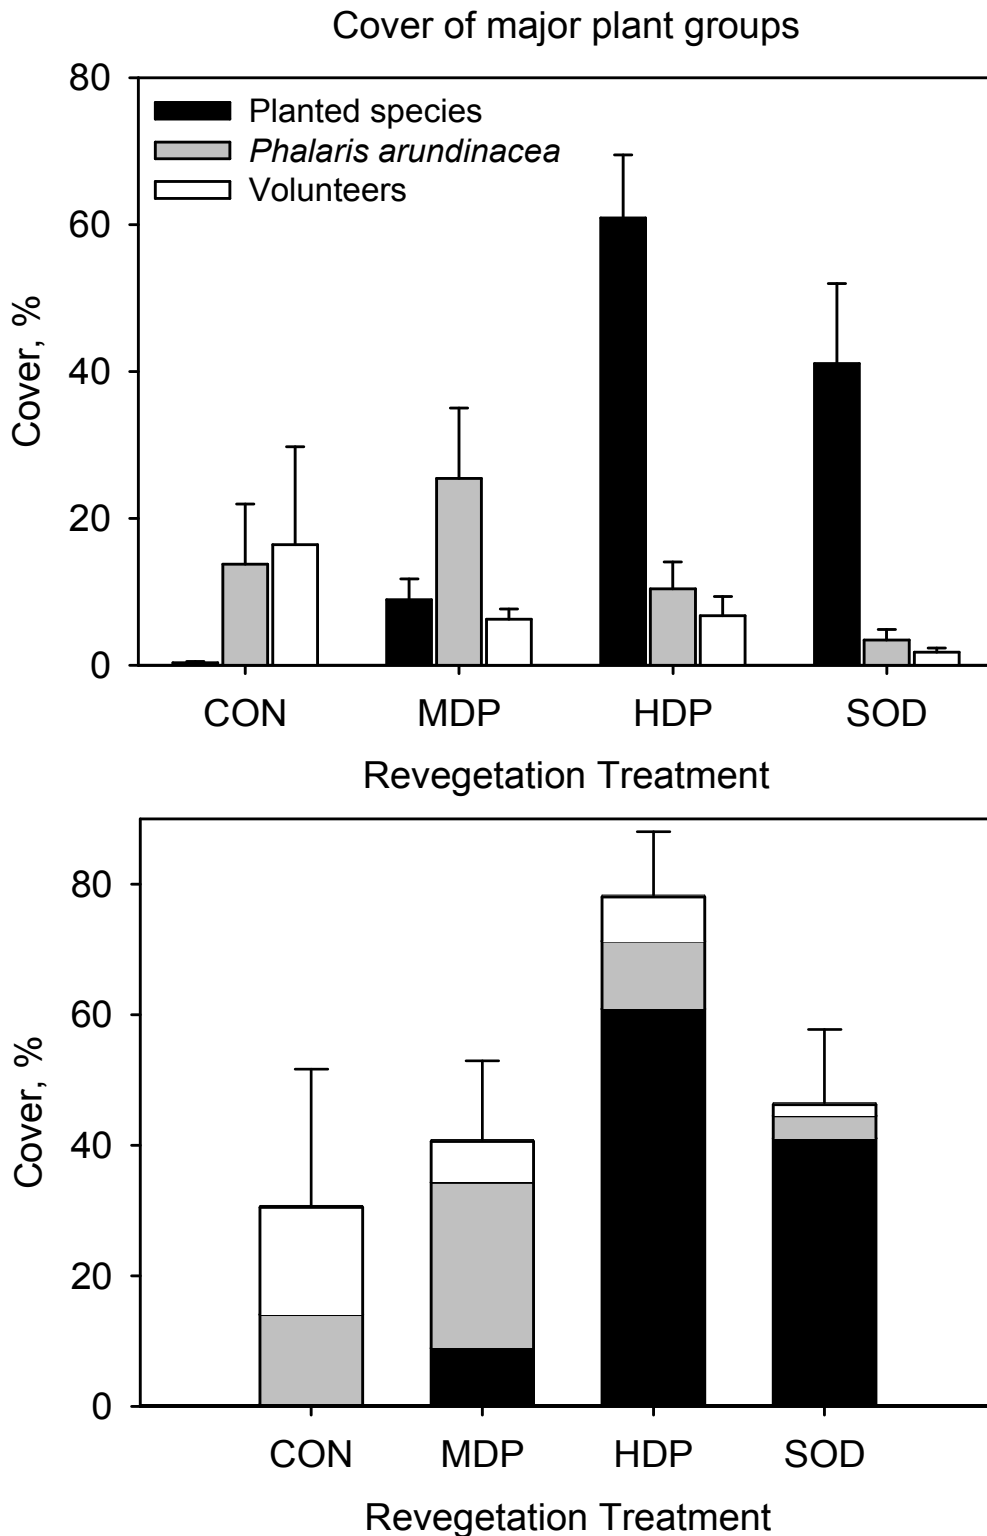 Cover of major plant groups
80
60
40
20
0
Cover, %
Planted species
Phalaris arundinacea
Volunteers
CON MDP HDP SOD
Revegetation Treatment
80
60
40
20
0
Cover, %
CON MDP HDP SOD
Revegetation Treatment